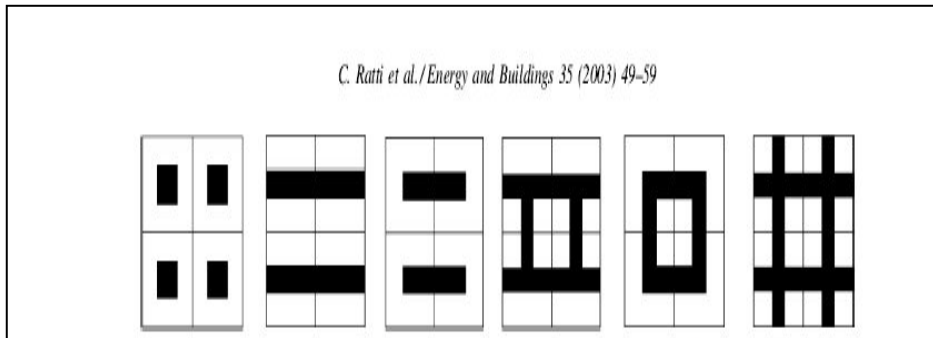 C. Ratti et al./Energy and Buildings 35 (2003) 49–59